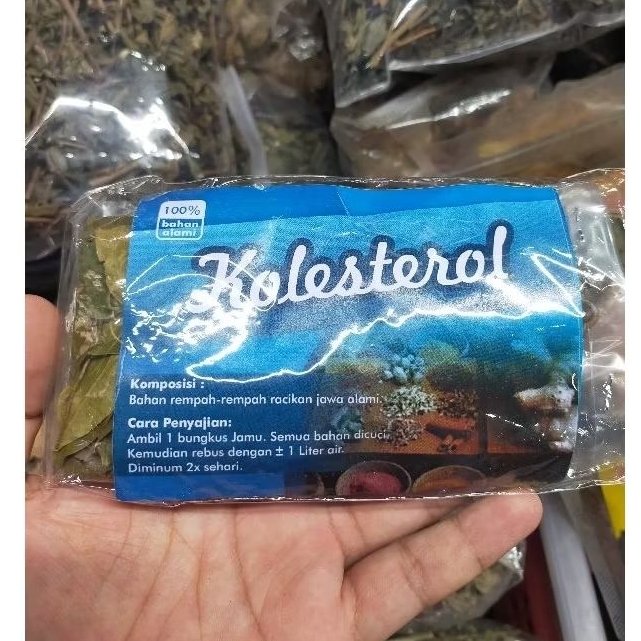 100%
bahan
alami
Kolesterol
Komposisi :
Bahan rempah-rempah racikan jawa alami.
Cara Penyajian:
Ambil 1 bungkus Jamu. Semua bahan dicuci.
Kemudian rebus dengan ± 1 Liter air.
Diminum 2x sehari.